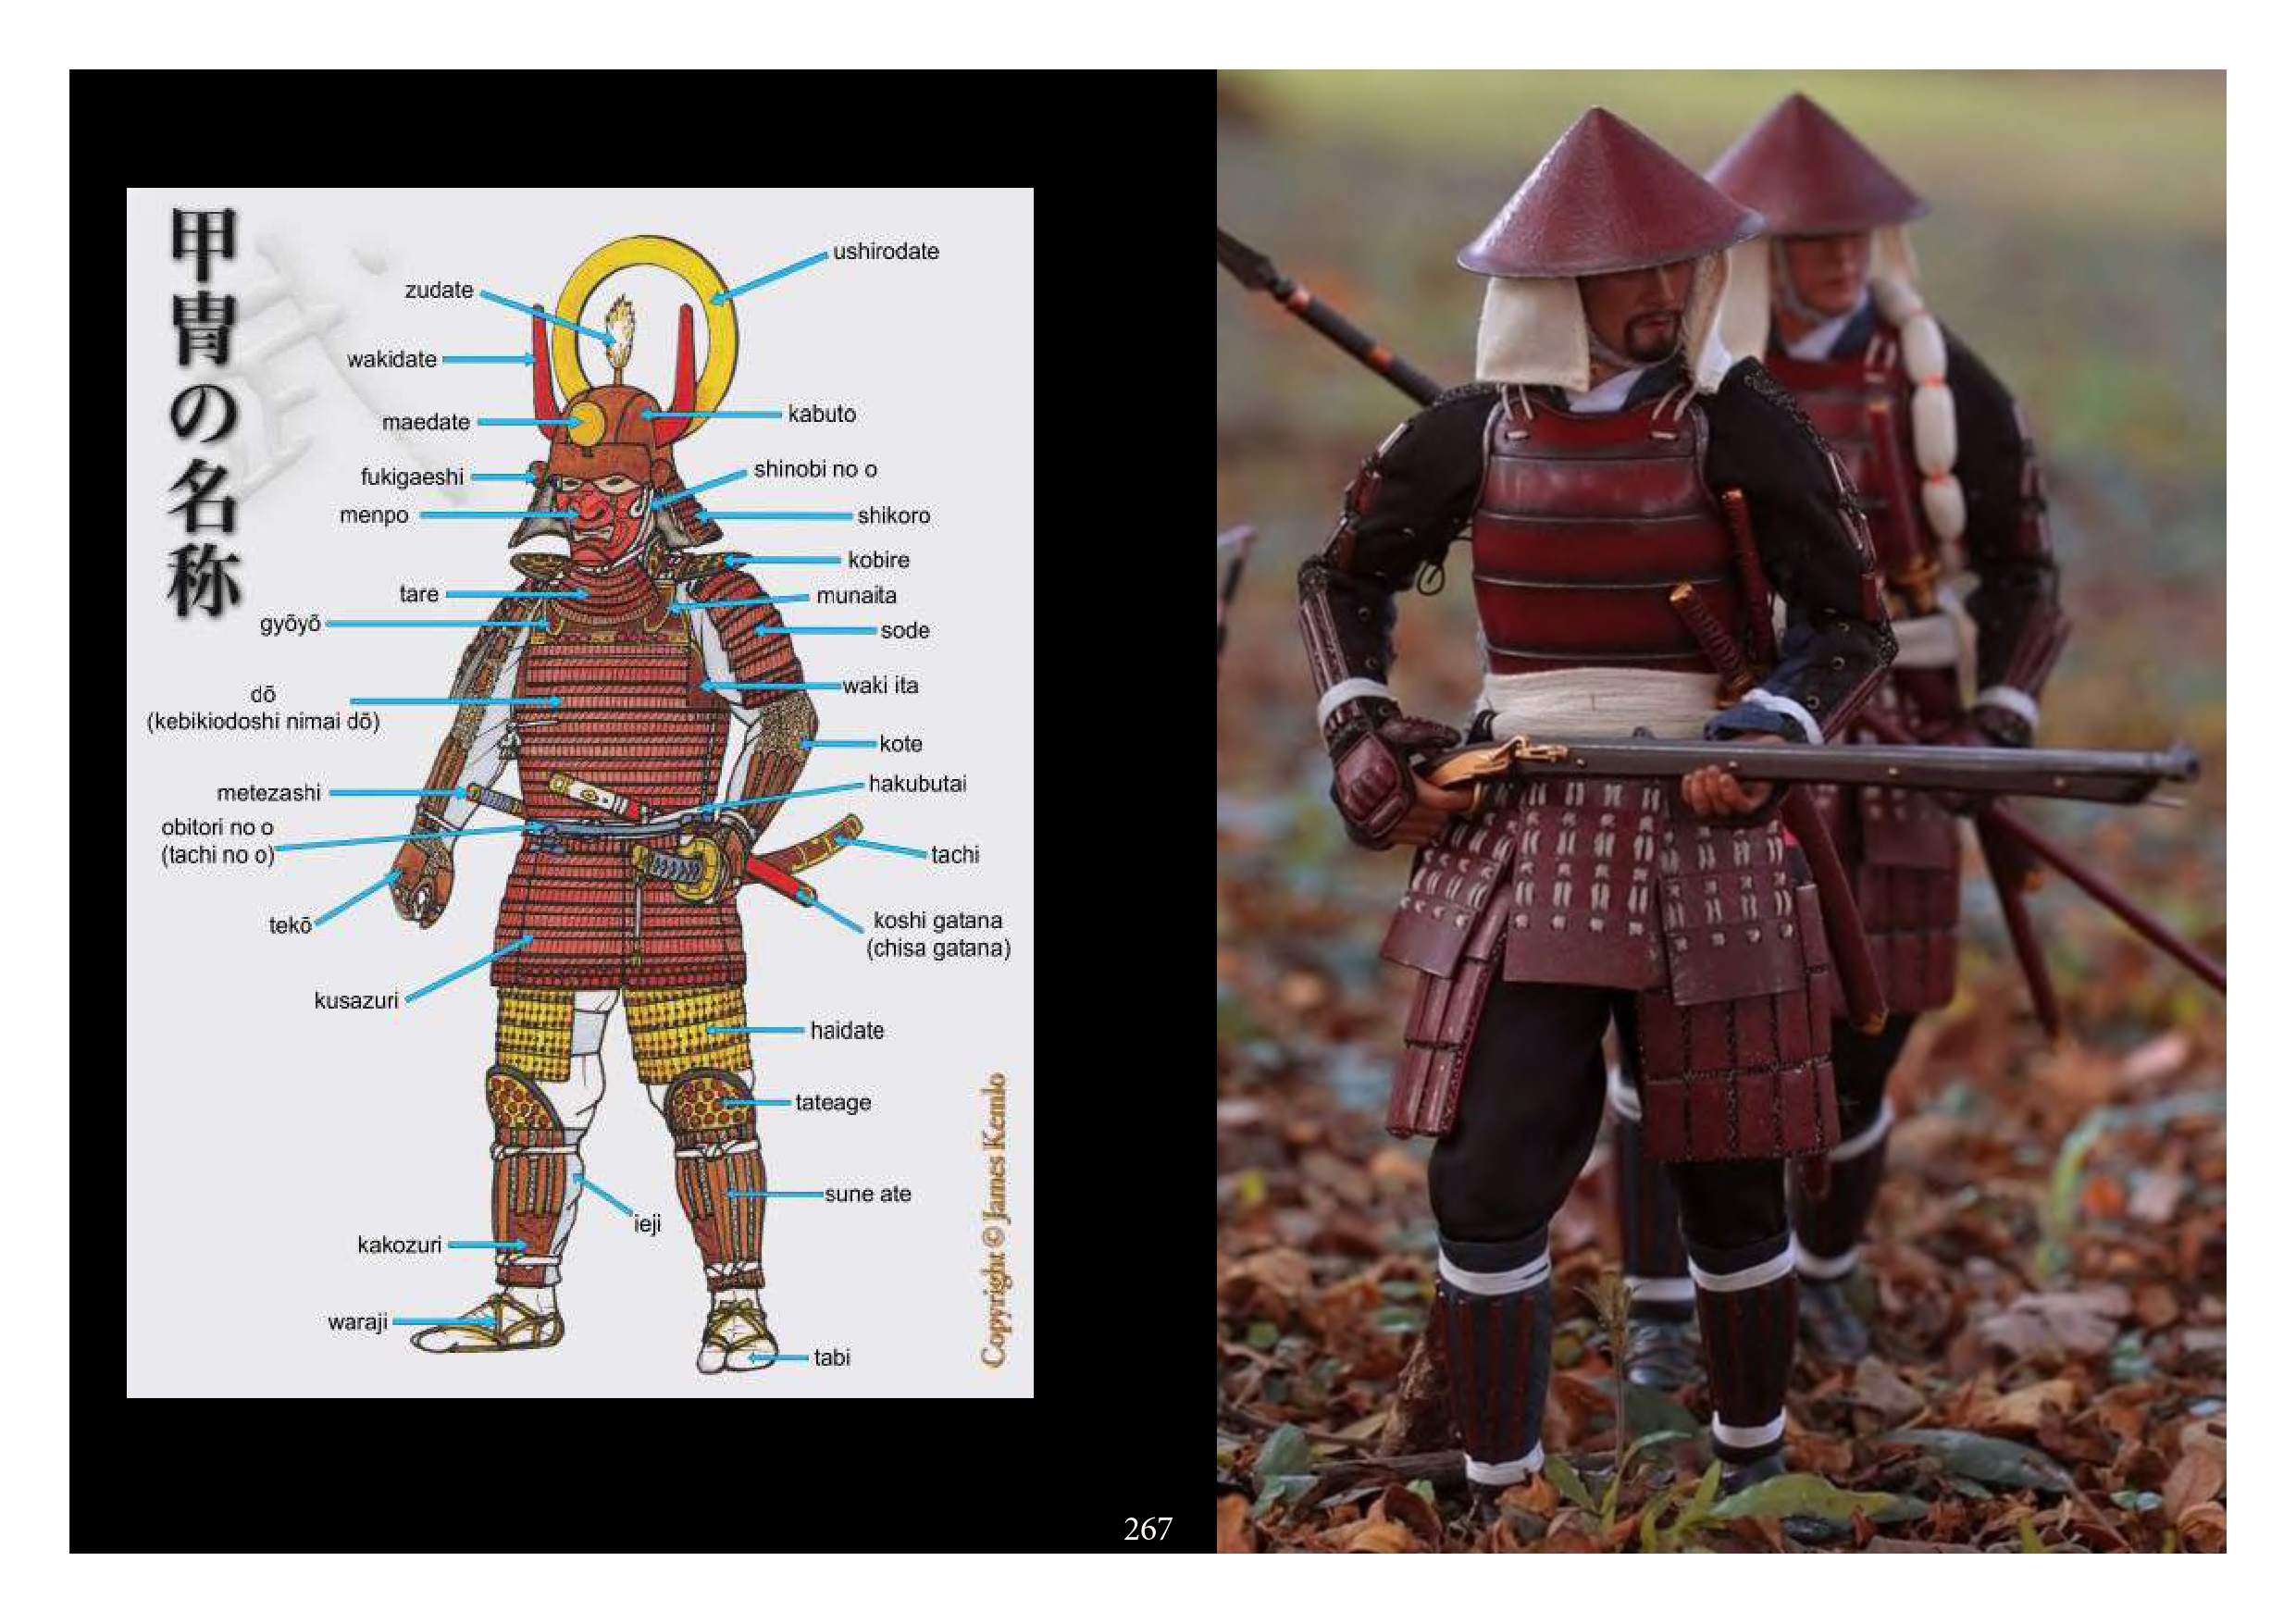 甲冑の名称
ushirodate
zudate
wakidate
kabuto
maedate
shinobi no o
fukigaeshi
menpo
shikoro
kobire
tare
munaita
gyōyō
sode
waki ita
dō
(kebikiodoshi nimai dō)
kote
hakubutai
metezashi
obitori no o
(tachi no o)
tachi
tekō
koshi gatana
(chisa gatana)
kusazuri
haidate
tateage
sune ate
ieji
kakozuri
waraji
tabi
Copyright © James Kemlo
267